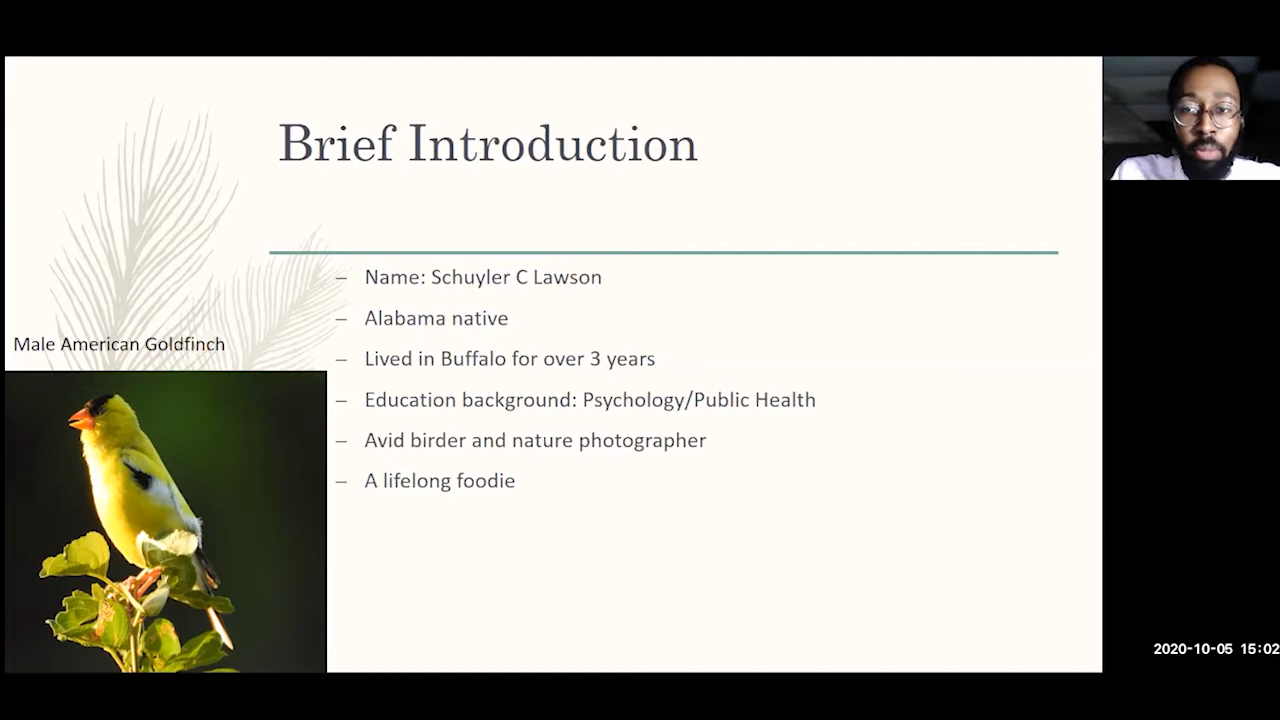 Brief Introduction
– Name: Schuyler C Lawson
– Alabama native
– Lived in Buffalo for over 3 years
– Education background: Psychology/Public Health
– Avid birder and nature photographer
– A lifelong foodie
Male American Goldfinch
2020-10-05 15:02